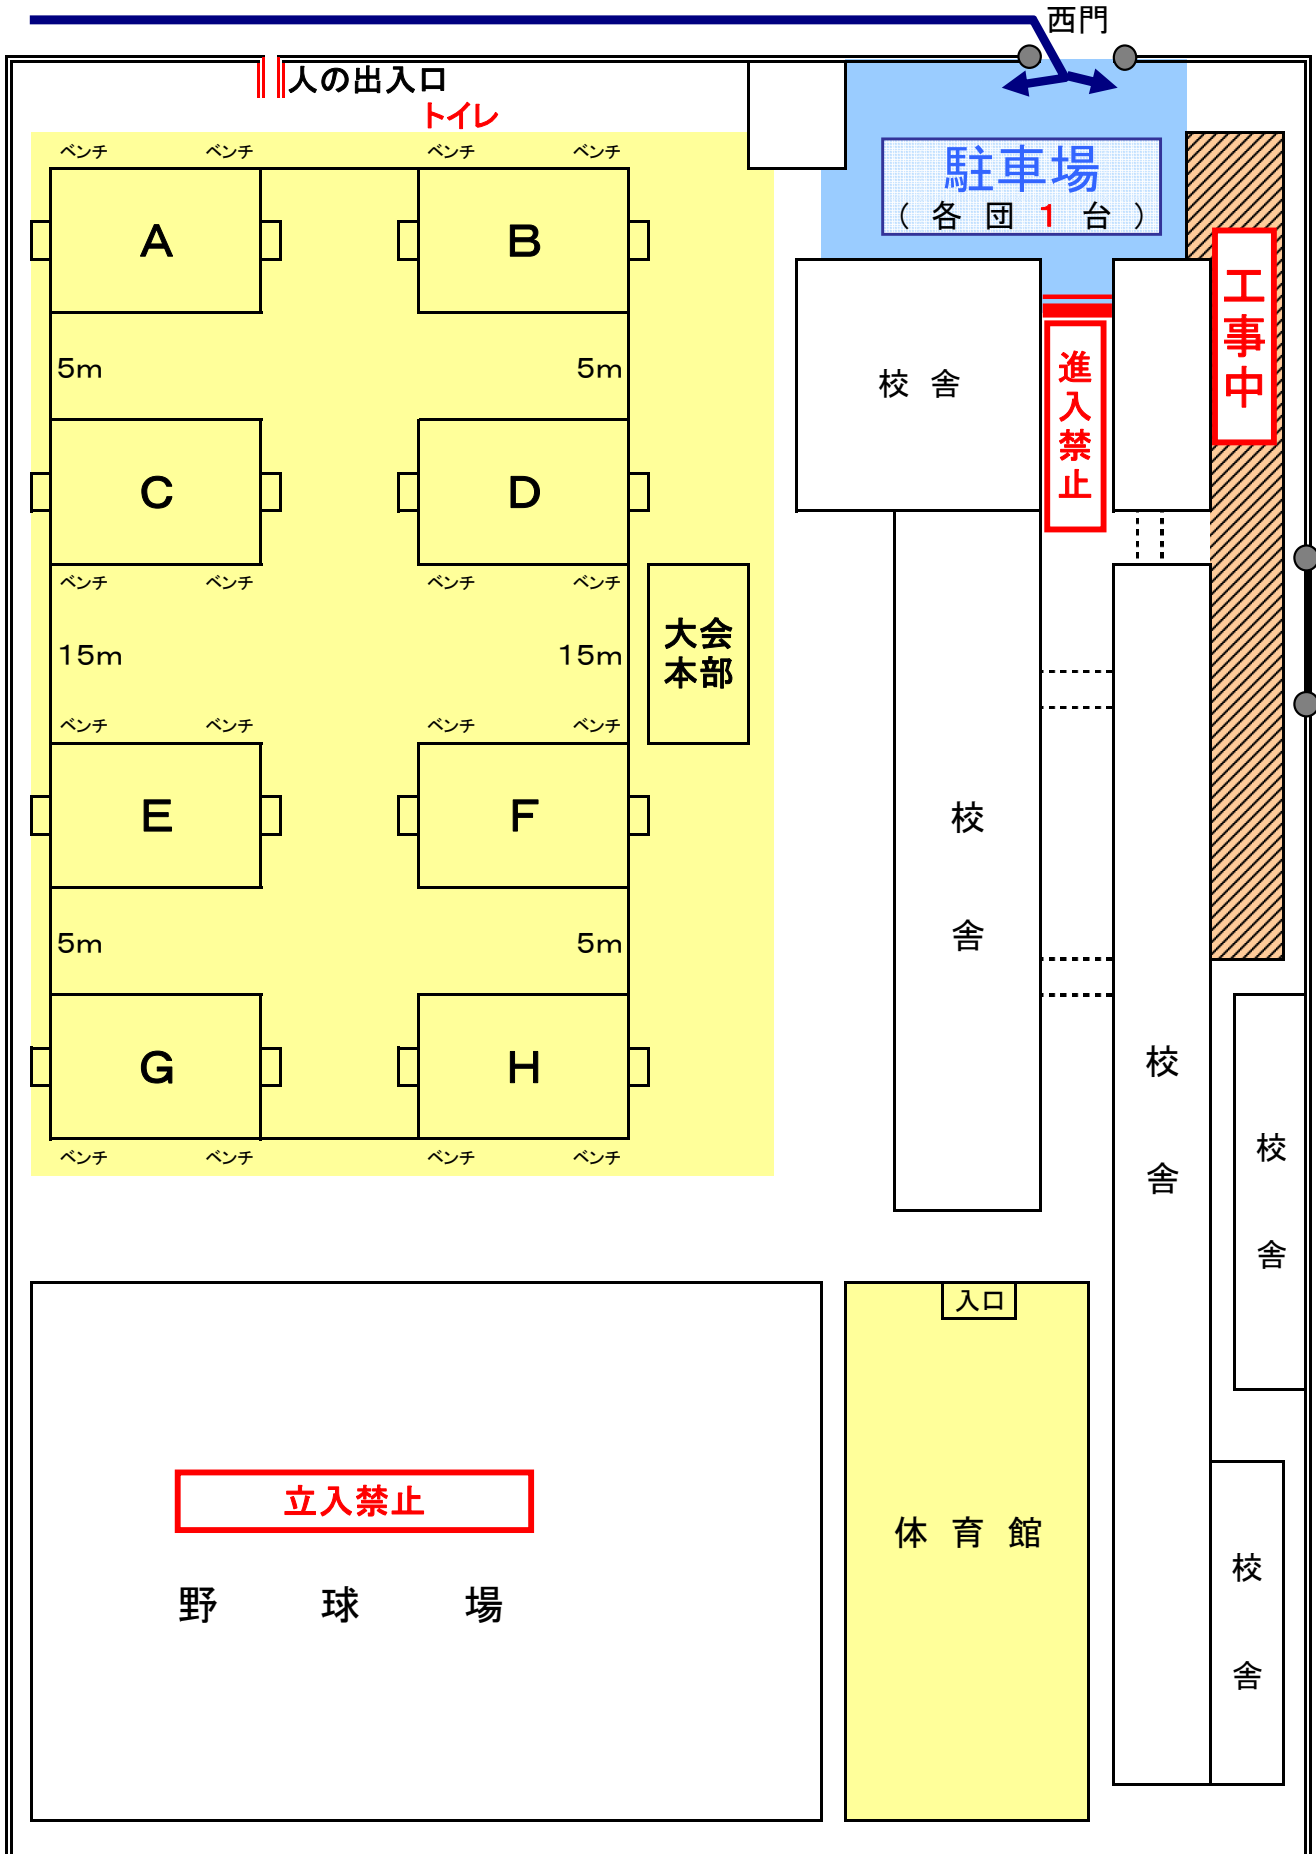 西門
人の出入口
トイレ
ベンチ ベンチ ベンチ ベンチ
駐車場
（ 各 団 1 台 ）
A B
工事中
5m 5m
進入禁止
校 舎
C D
ベンチ ベンチ ベンチ ベンチ
大会
本部
15m 15m
ベンチ ベンチ ベンチ ベンチ
E F
校舎
5m 5m
G H
校舎
校舎
ベンチ ベンチ ベンチ ベンチ
入口
立入禁止
体 育 館
野 球 場
校舎